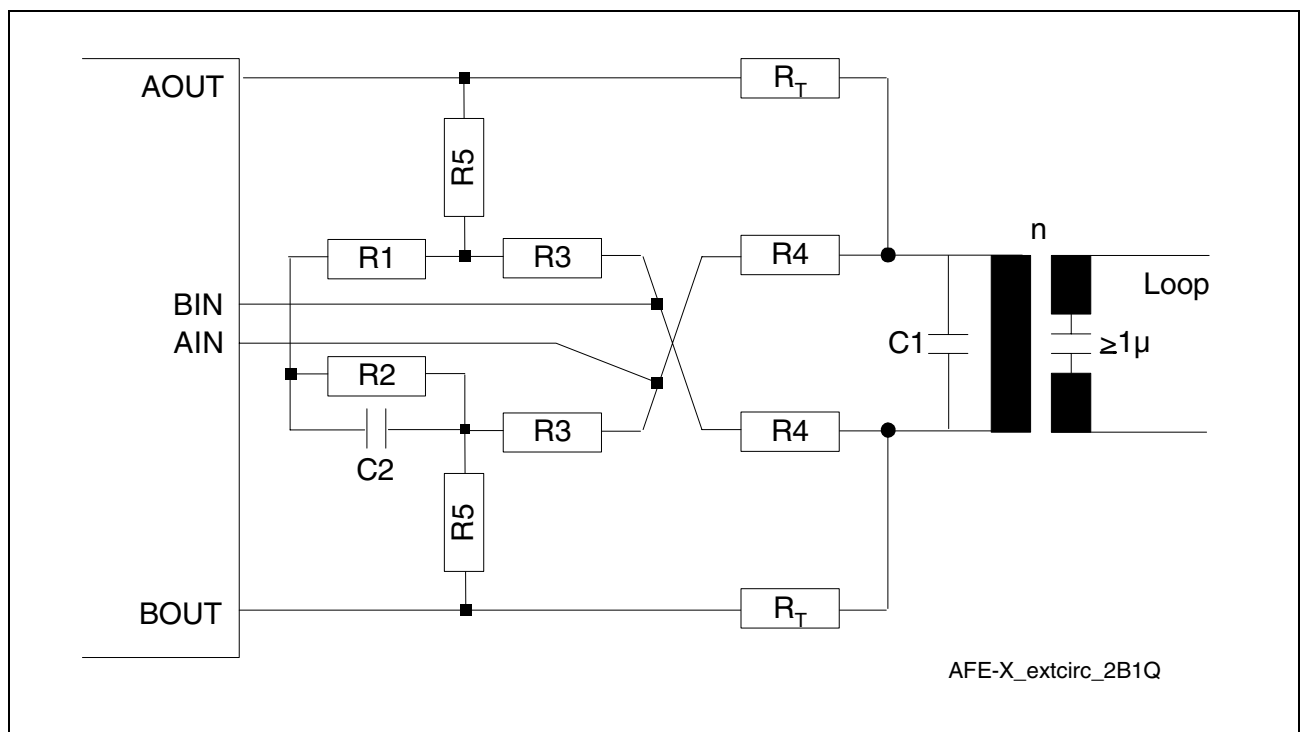 AOUT
R_T
R5
n
R1
R3
R4
BIN
Loop
AIN
C1
≥1µ
R2
R3
R4
C2
R5
BOUT
R_T
AFE-X_extcirc_2B1Q